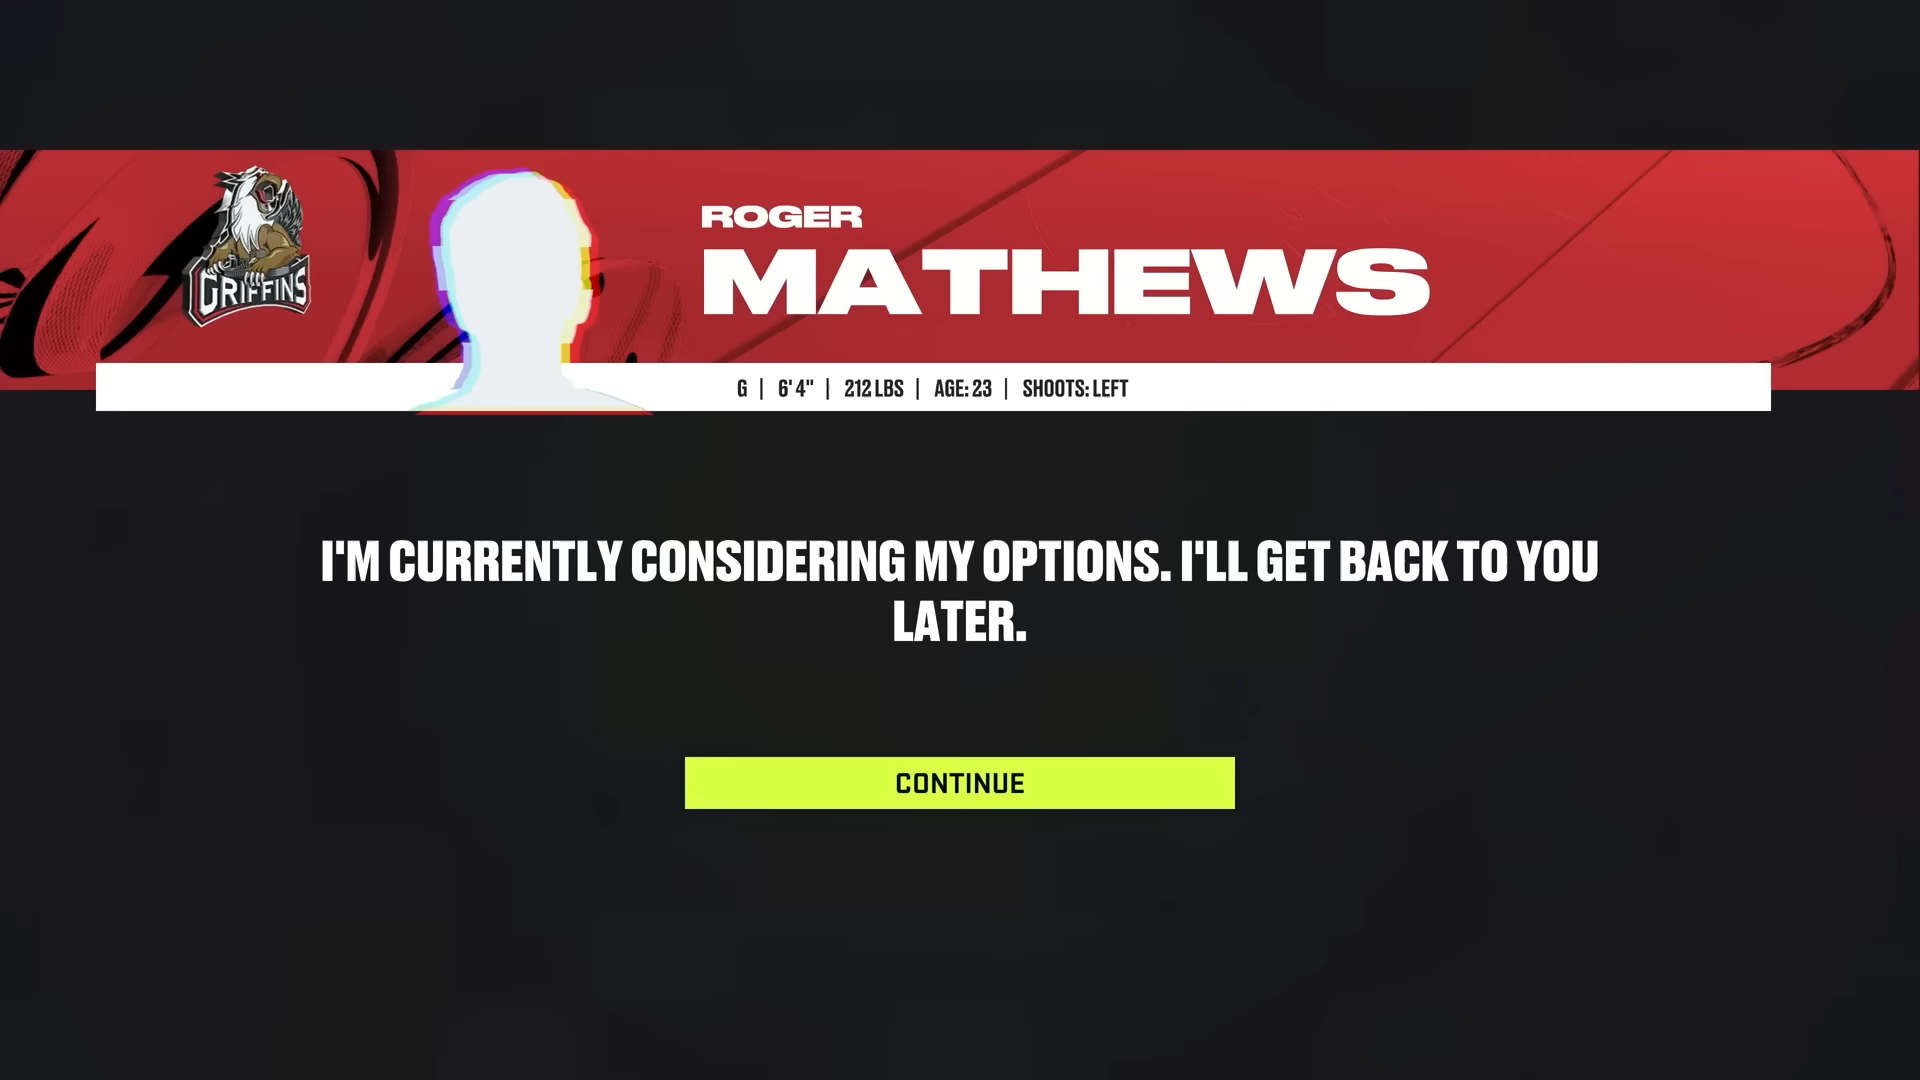 GRIFFINS
ROGER
MATHEWS
G | 6' 4" | 212 LBS | AGE: 23 | SHOOTS: LEFT
I'M CURRENTLY CONSIDERING MY OPTIONS. I'LL GET BACK TO YOU
LATER.
CONTINUE